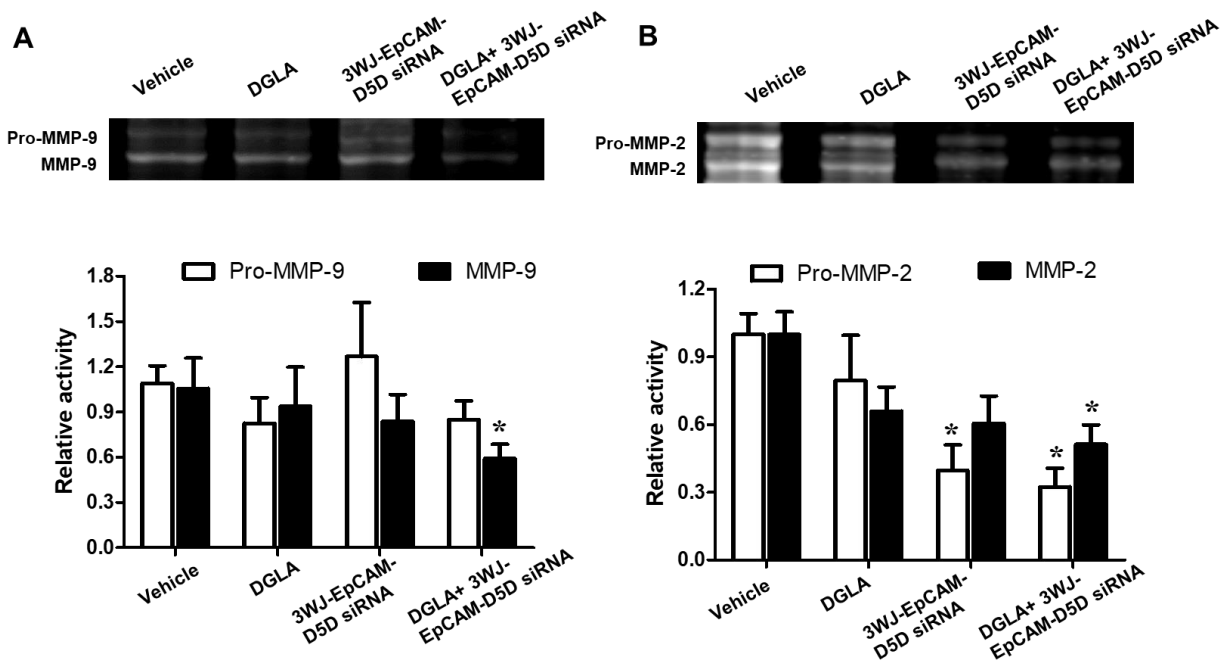 A
Vehicle
DGLA
3WJ-EpCAM-
D5D siRNA
DGLA+ 3WJ-
EpCAM-D5D siRNA
Pro-MMP-9
MMP-9
Pro-MMP-9
MMP-9
Relative activity
1.8
1.5
1.2
0.9
0.6
0.3
0.0
*
Vehicle
DGLA
3WJ-EpCAM-
D5D siRNA
DGLA+ 3WJ-
EpCAM-D5D siRNA
B
Vehicle
DGLA
3WJ-EpCAM-
D5D siRNA
DGLA+ 3WJ-
EpCAM-D5D siRNA
Pro-MMP-2
MMP-2
Pro-MMP-2
MMP-2
Relative activity
1.2
0.9
0.6
0.3
0.0
*
*
*
Vehicle
DGLA
3WJ-EpCAM-
D5D siRNA
DGLA+ 3WJ-
EpCAM-D5D siRNA